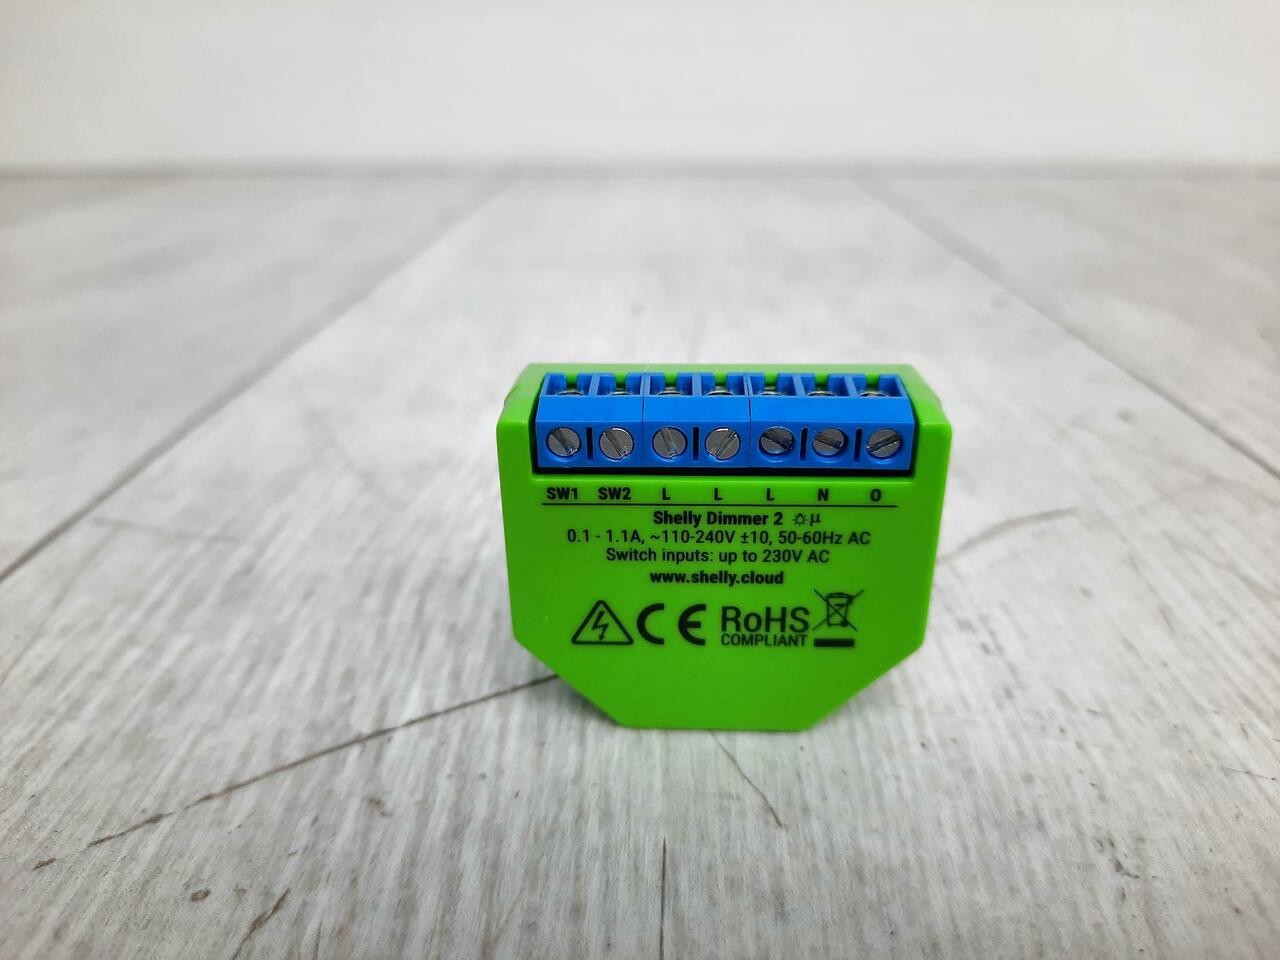 SW1 SW2 L L L N O
Shelly Dimmer 2 μ
0.1 - 1.1A, ~110-240V ±10, 50-60Hz AC
Switch inputs: up to 230V AC
www.shelly.cloud
CE RoHS
COMPLIANT